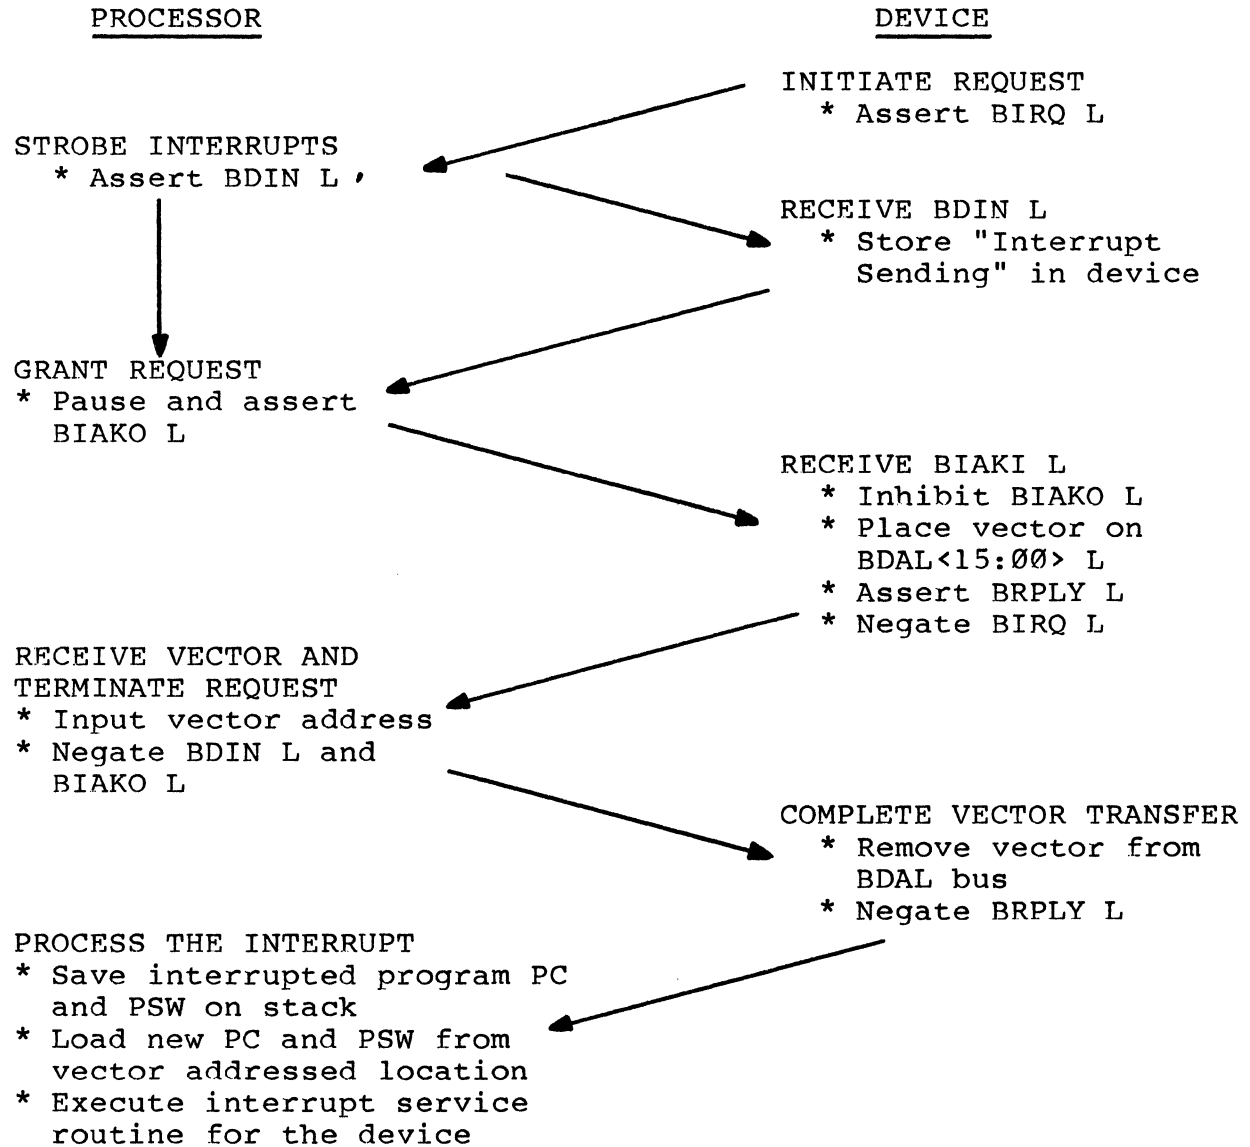 PROCESSOR
DEVICE
INITIATE REQUEST
* Assert BIRQ L
STROBE INTERRUPTS
* Assert BDIN L
RECEIVE BDIN L
* Store "Interrupt
Sending" in device
GRANT REQUEST
* Pause and assert
BIAKO L
RECEIVE BIAKI L
* Inhibit BIAKO L
* Place vector on
BDAL<15:00> L
* Assert BRPLY L
* Negate BIRQ L
RECEIVE VECTOR AND
TERMINATE REQUEST
* Input vector address
* Negate BDIN L and
BIAKO L
COMPLETE VECTOR TRANSFER
* Remove vector from
BDAL bus
* Negate BRPLY L
PROCESS THE INTERRUPT
* Save interrupted program PC
and PSW on stack
* Load new PC and PSW from
vector addressed location
* Execute interrupt service
routine for the device